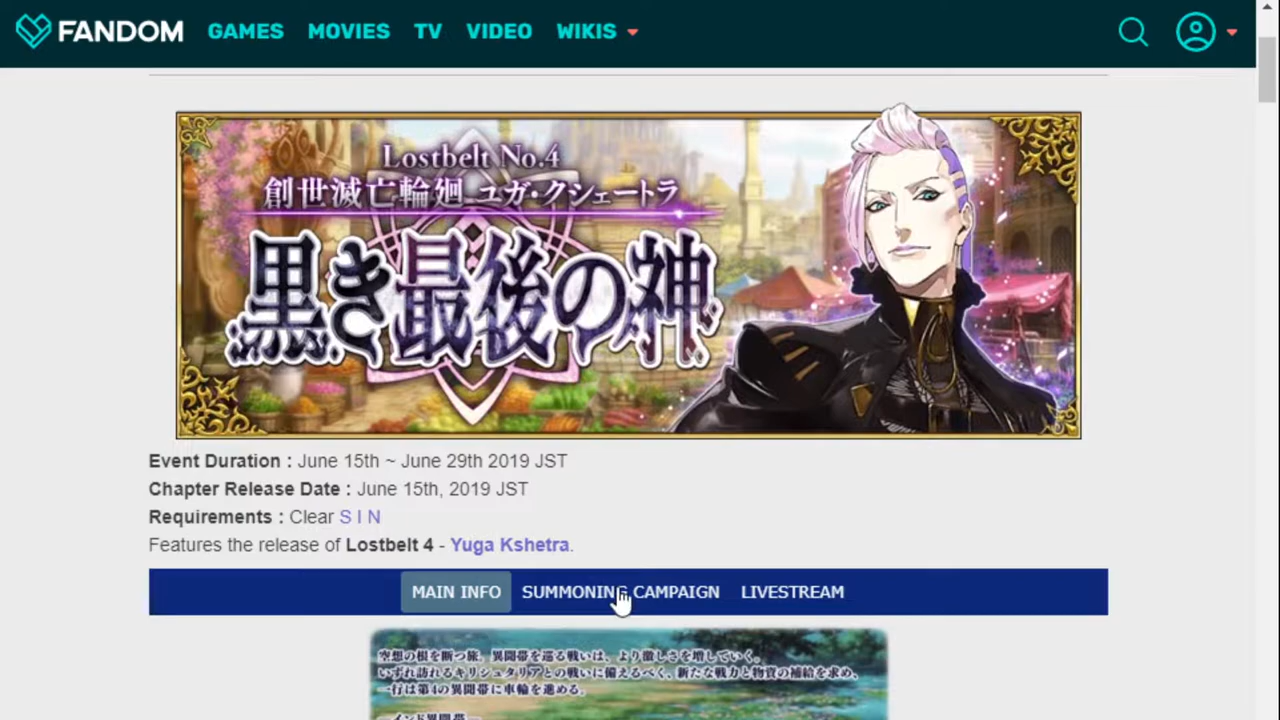 FANDOM GAMES MOVIES TV VIDEO WIKIS
Lostbelt No.4
創世滅亡輪廻 ユガ・クシェートラ
黒き最後の神
Event Duration : June 15th ~ June 29th 2019 JST
Chapter Release Date : June 15th, 2019 JST
Requirements : Clear S I N
Features the release of Lostbelt 4 - Yuga Kshetra.
MAIN INFO SUMMONING CAMPAIGN LIVESTREAM
空想の根を断つ旅。異聞帯を巡る戦いは、より激しさを増していく。
いずれ訪れるキリシュタリアとの戦いに備えるべく、新たな戦力と物資の補給を求め、
一行は第4の異聞帯に車輪を進める。
―インド異聞帯―